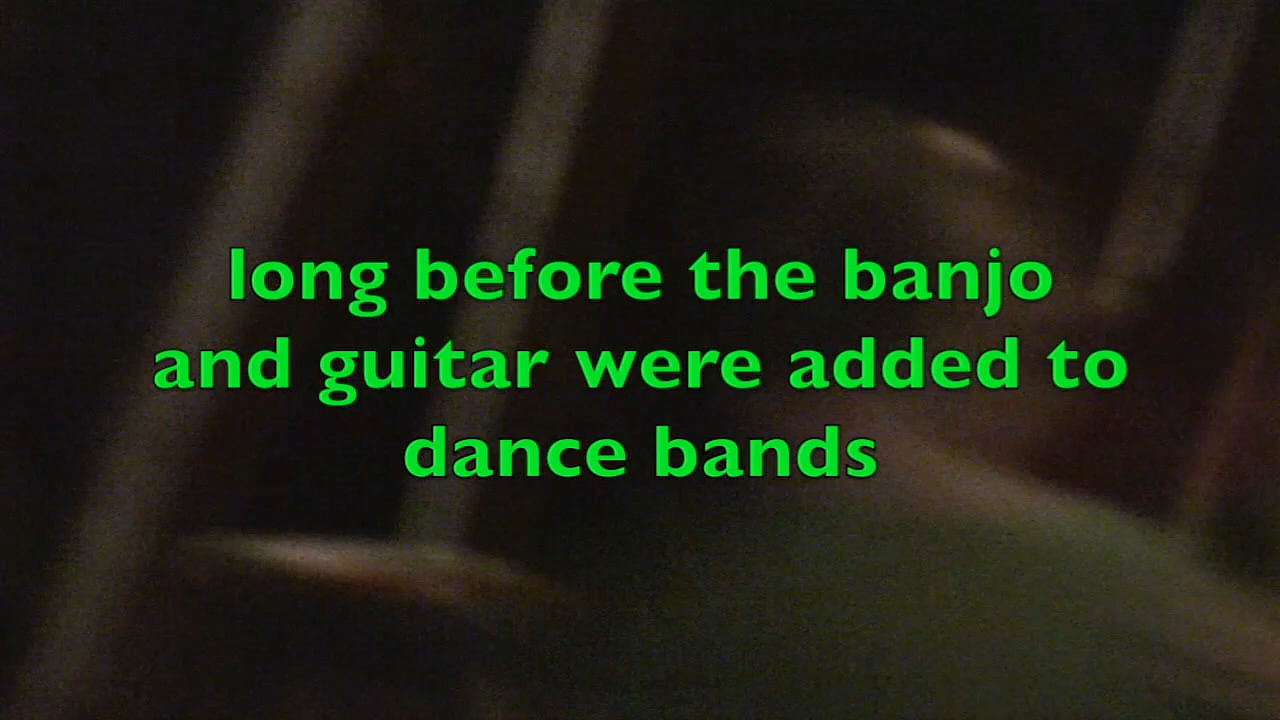 long before the banjo
and guitar were added to
dance bands